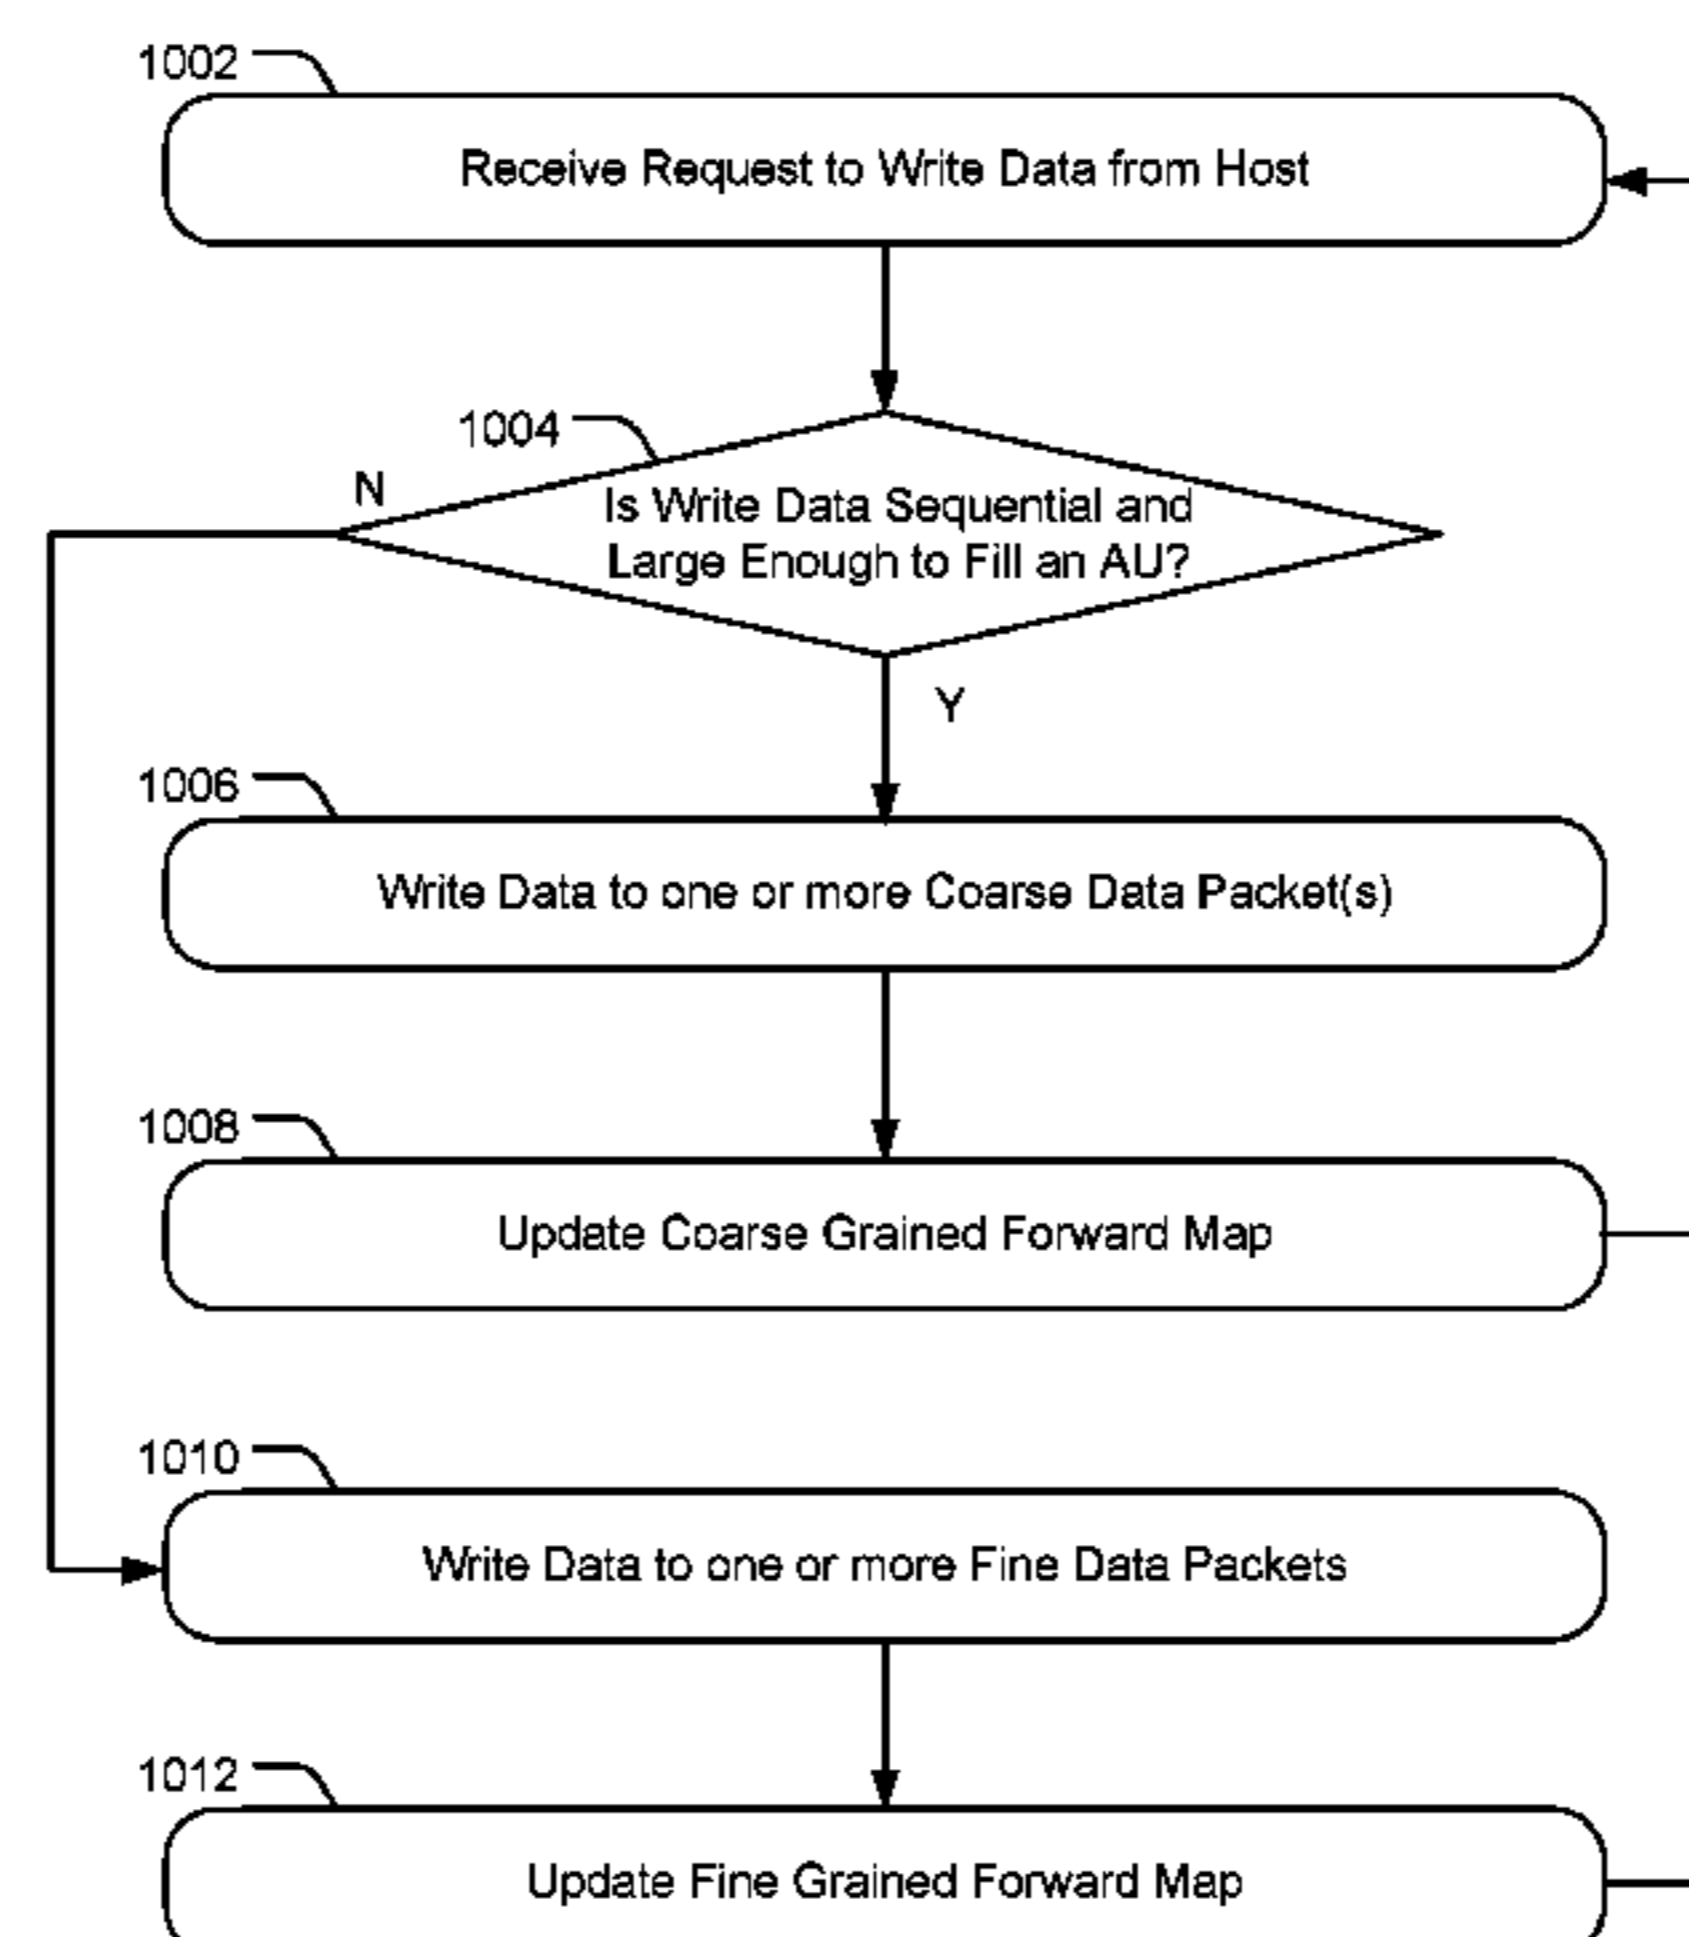 1002
Receive Request to Write Data from Host
1004
N
Is Write Data Sequential and
Large Enough to Fill an AU?
Y
1006
Write Data to one or more Coarse Data Packet(s)
1008
Update Coarse Grained Forward Map
1010
Write Data to one or more Fine Data Packets
1012
Update Fine Grained Forward Map